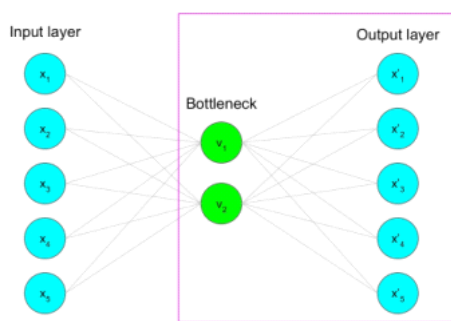 Input layer
Output layer
Bottleneck
x₁
x₂
x₃
x₄
x₅
v₁
v₂
x'₁
x'₂
x'₃
x'₄
x'₅